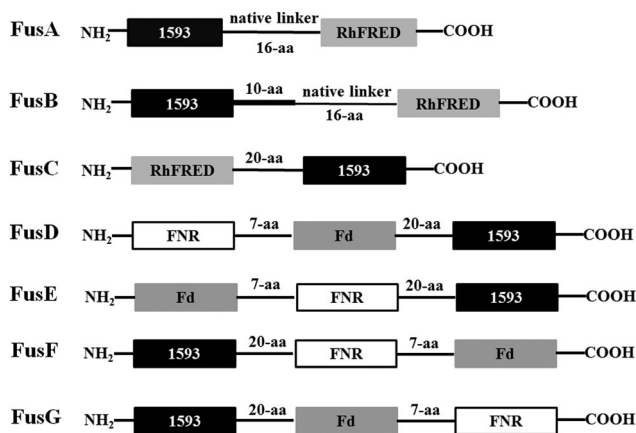 native linker
FusA NH₂ 1593 RhFRED COOH
16-aa
10-aa native linker
FusB NH₂ 1593 RhFRED COOH
16-aa
20-aa
FusC NH₂ RhFRED 1593 COOH
7-aa 20-aa
FusD NH₂ FNR Fd 1593 COOH
7-aa 20-aa
FusE NH₂ Fd FNR 1593 COOH
20-aa 7-aa
FusF NH₂ 1593 FNR Fd COOH
20-aa 7-aa
FusG NH₂ 1593 Fd FNR COOH